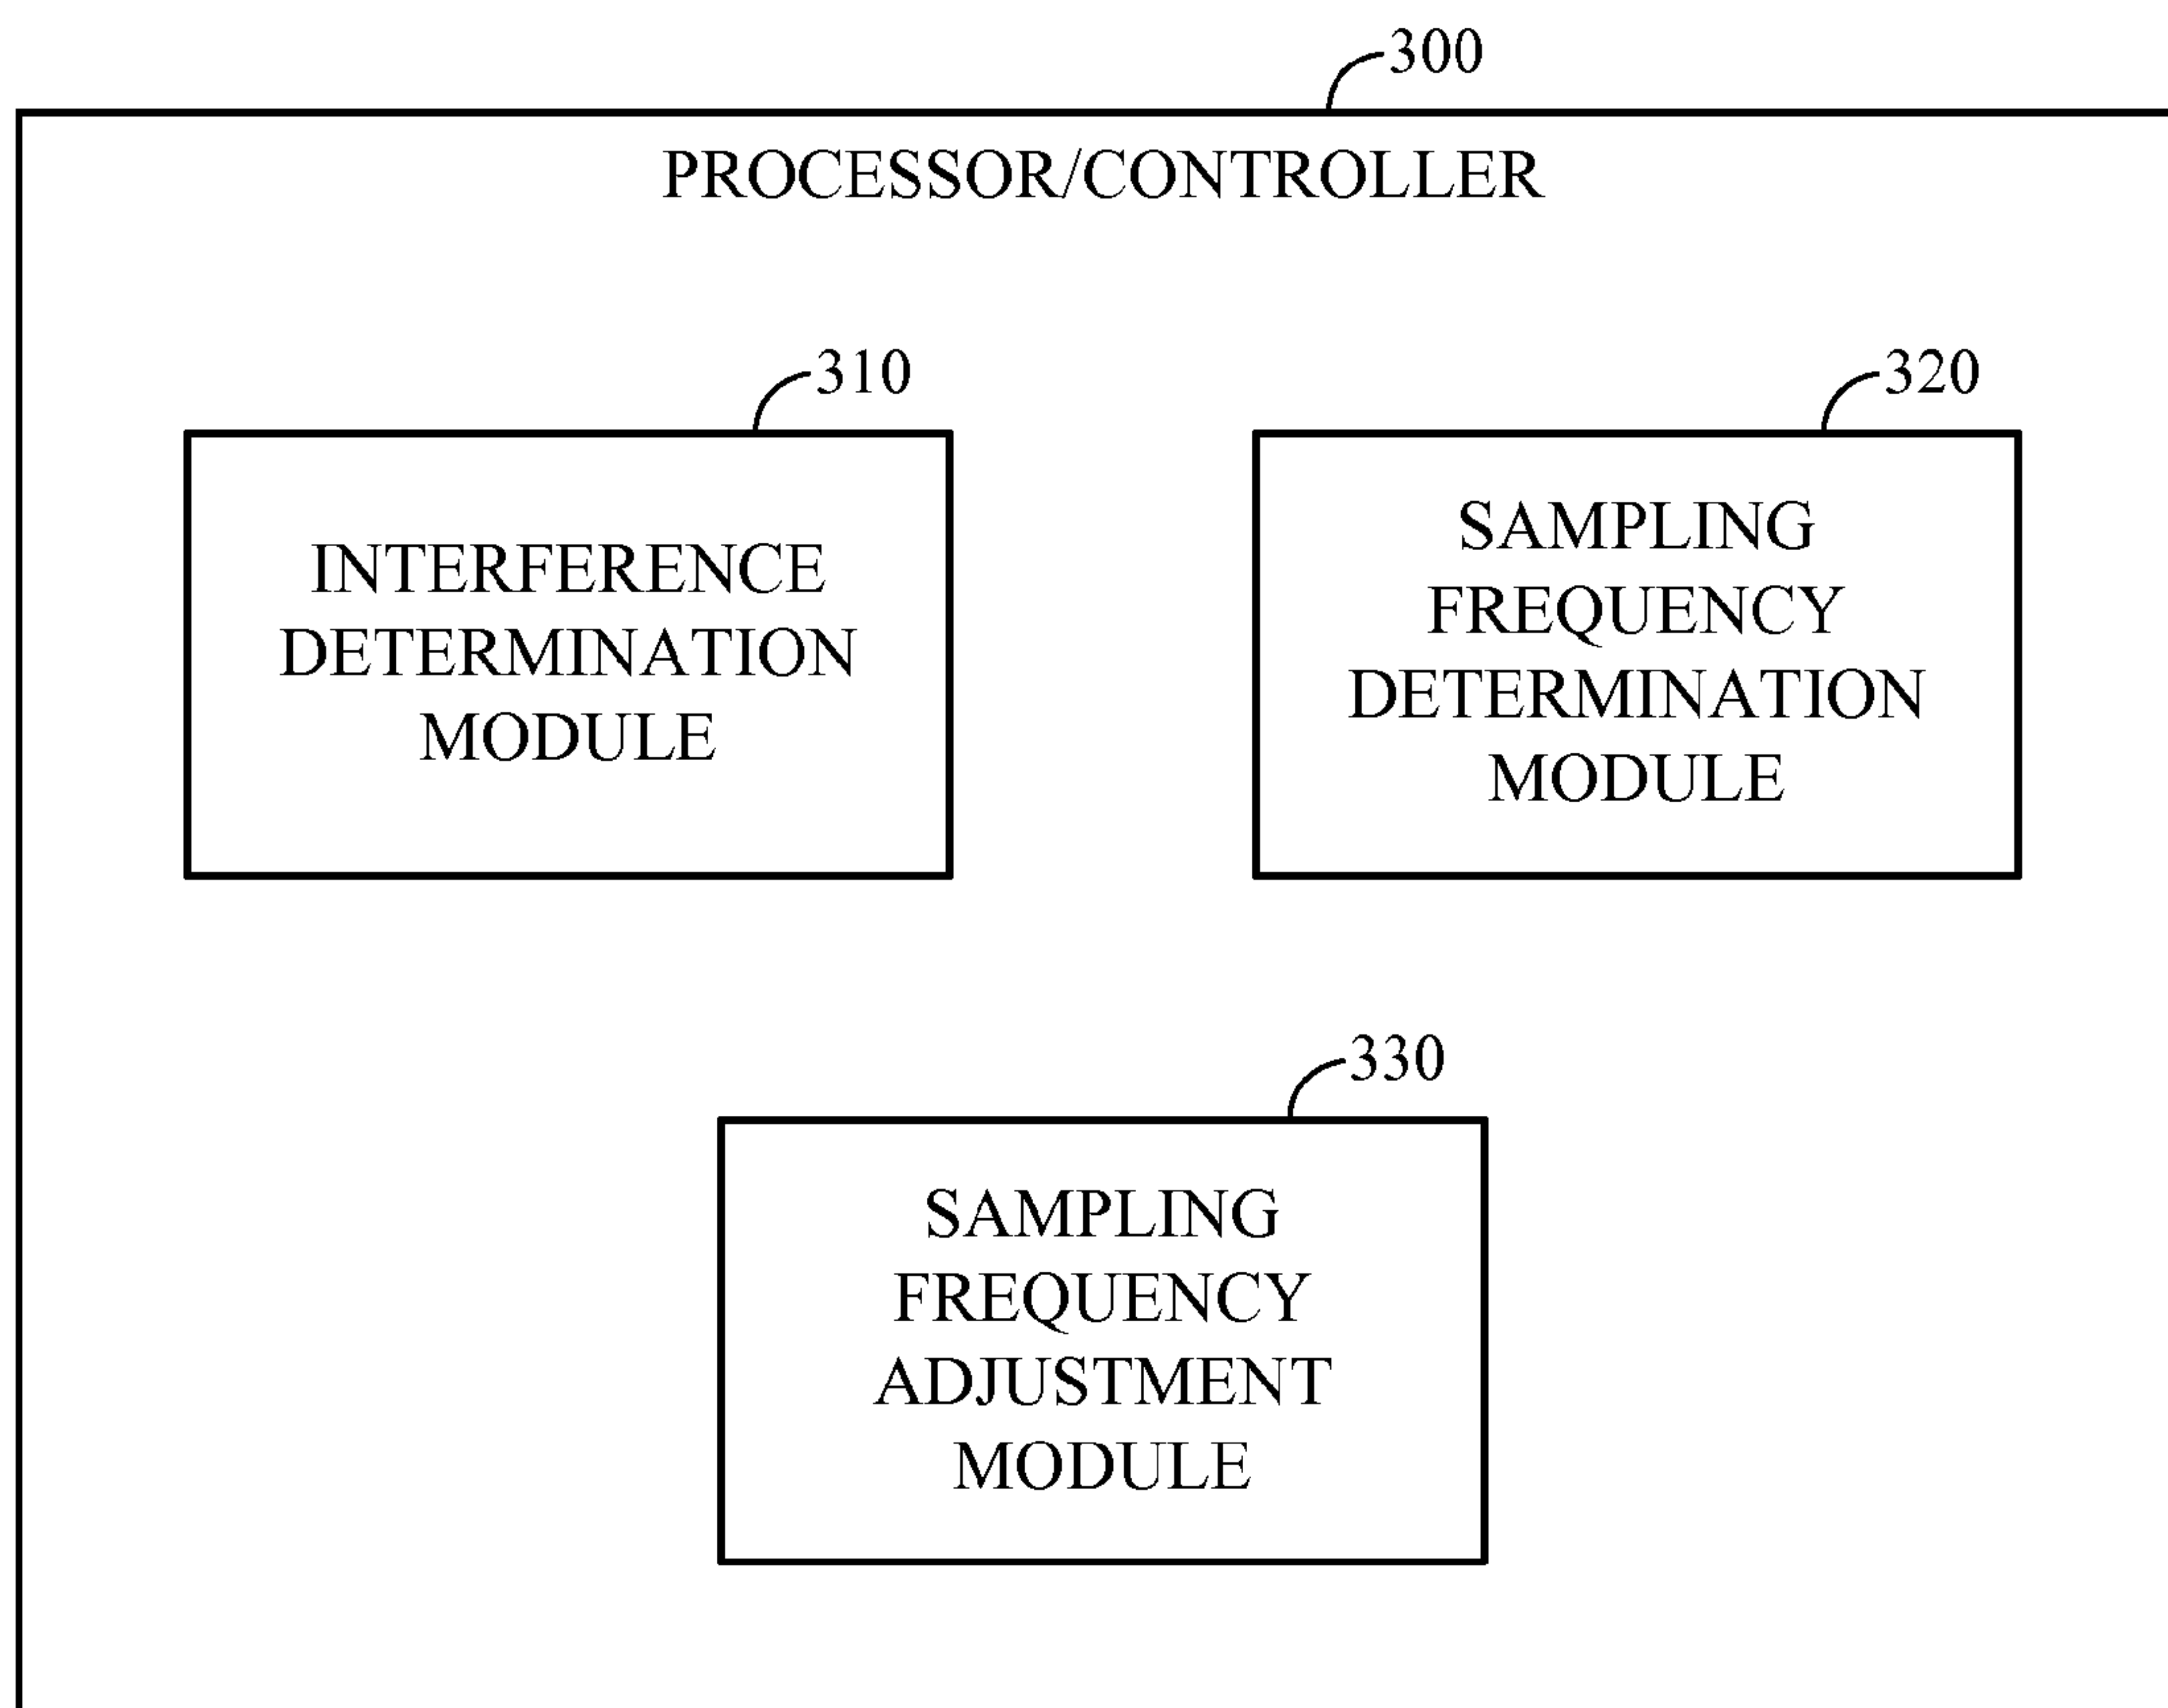 300
PROCESSOR/CONTROLLER
310
INTERFERENCE
DETERMINATION
MODULE
320
SAMPLING
FREQUENCY
DETERMINATION
MODULE
330
SAMPLING
FREQUENCY
ADJUSTMENT
MODULE